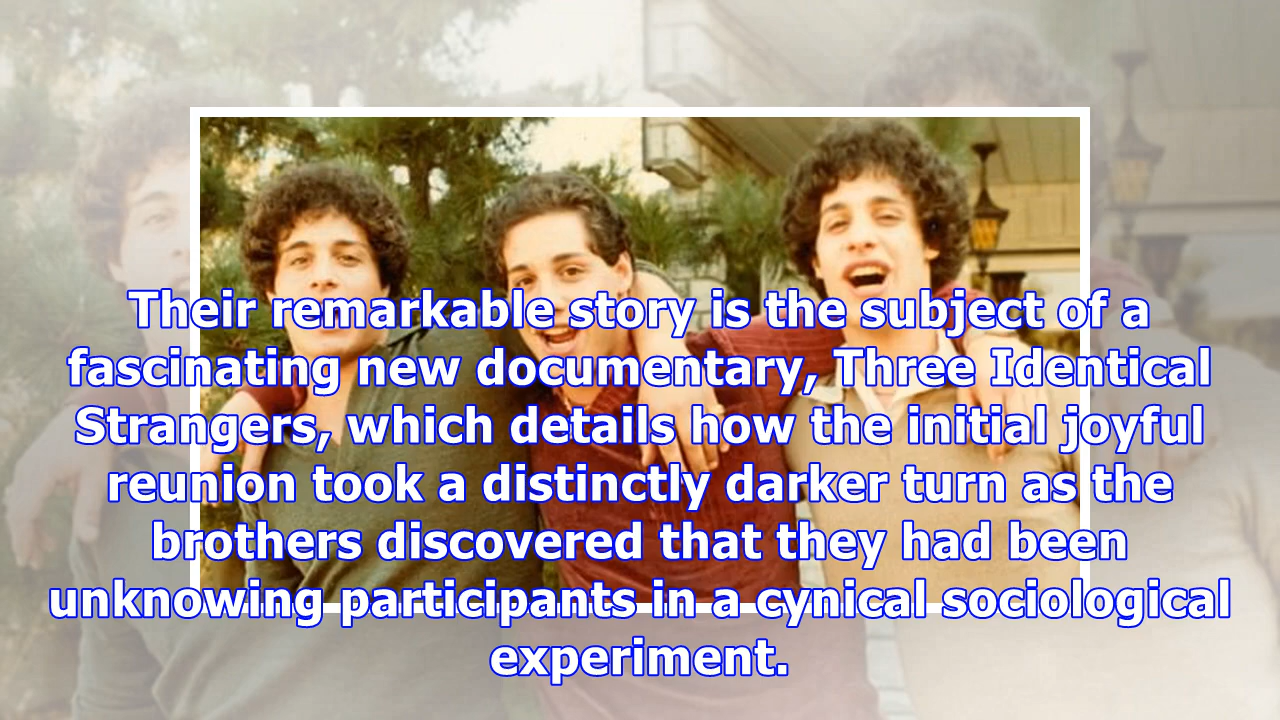 Their remarkable story is the subject of a
fascinating new documentary, Three Identical
Strangers, which details how the initial joyful
reunion took a distinctly darker turn as the
brothers discovered that they had been
unknowing participants in a cynical sociological
experiment.